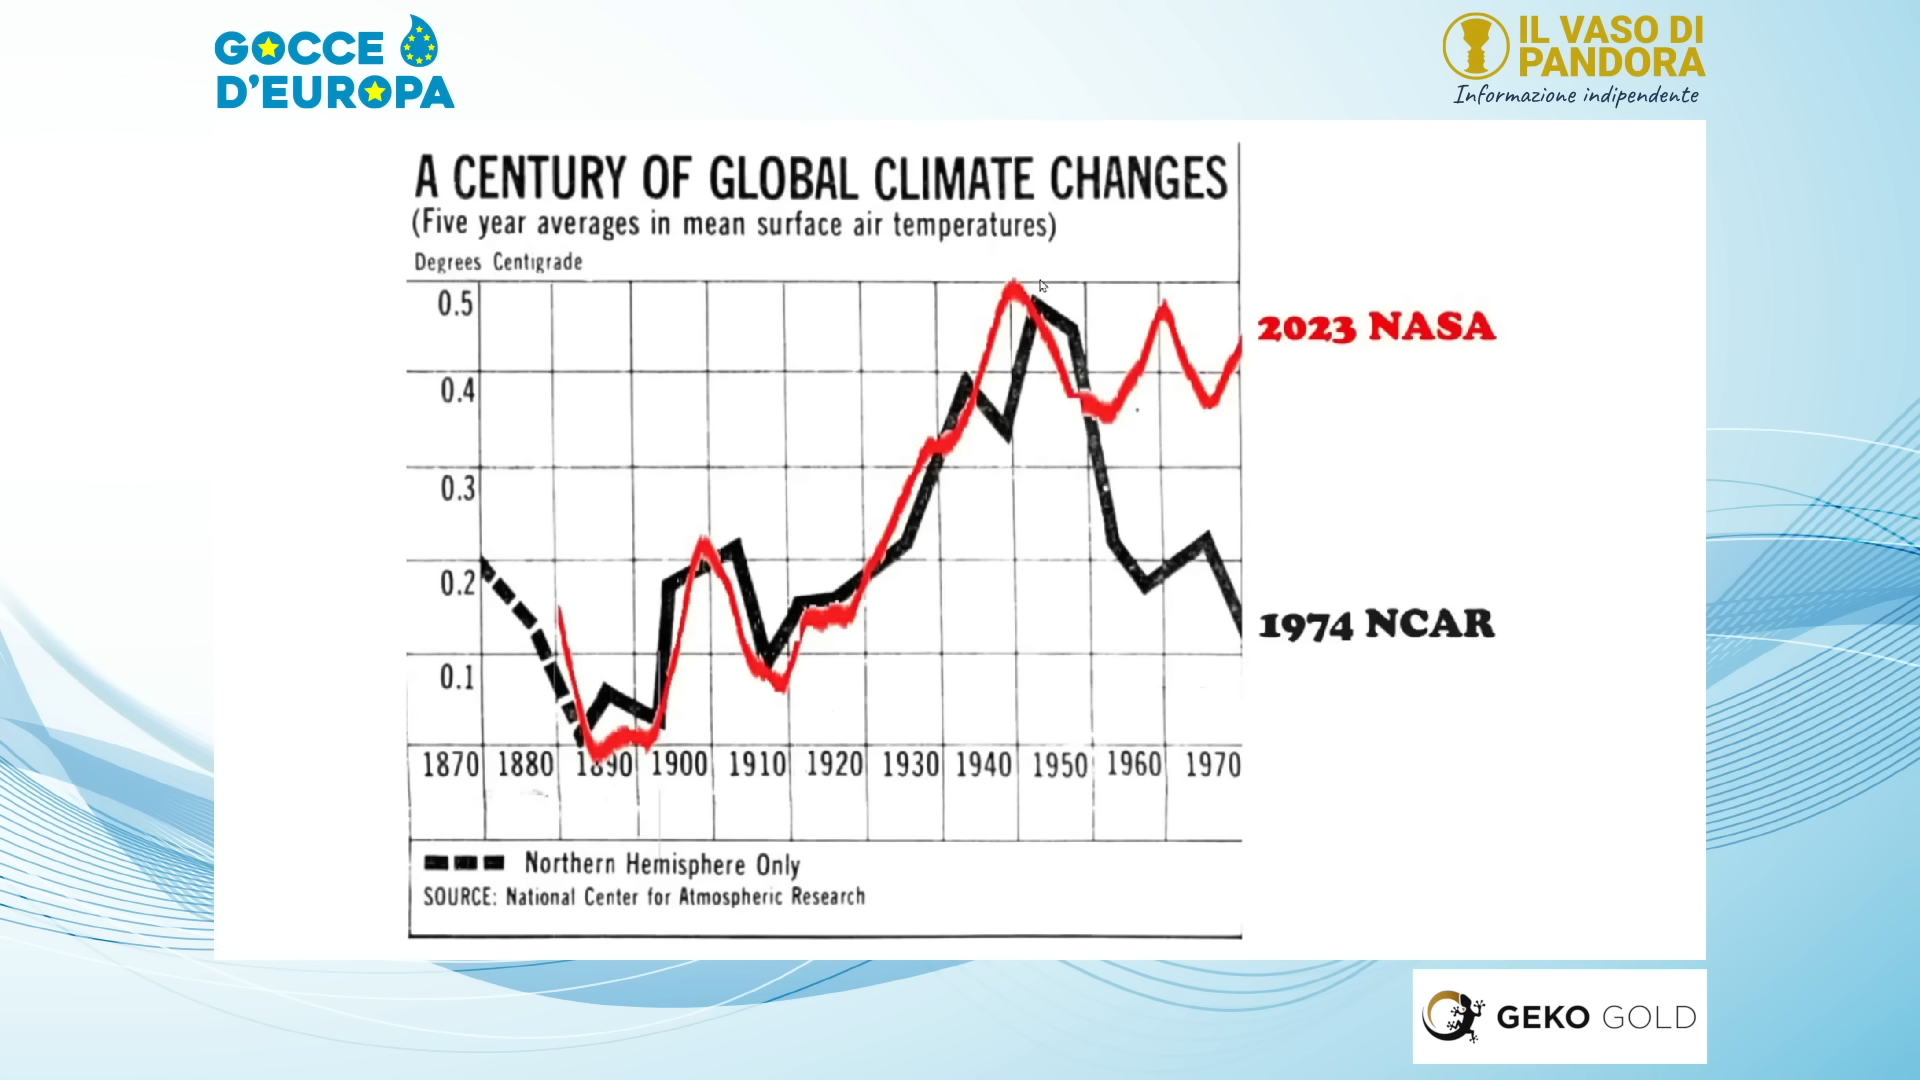 GOCCE
D'EUROPA
IL VASO DI
PANDORA
Informazione indipendente
A CENTURY OF GLOBAL CLIMATE CHANGES
(Five year averages in mean surface air temperatures)
Degrees Centigrade
0.5
2023 NASA
0.4
0.3
0.2
1974 NCAR
0.1
1870 1880 1890 1900 1910 1920 1930 1940 1950 1960 1970
Northern Hemisphere Only
SOURCE: National Center for Atmospheric Research
GEKO GOLD